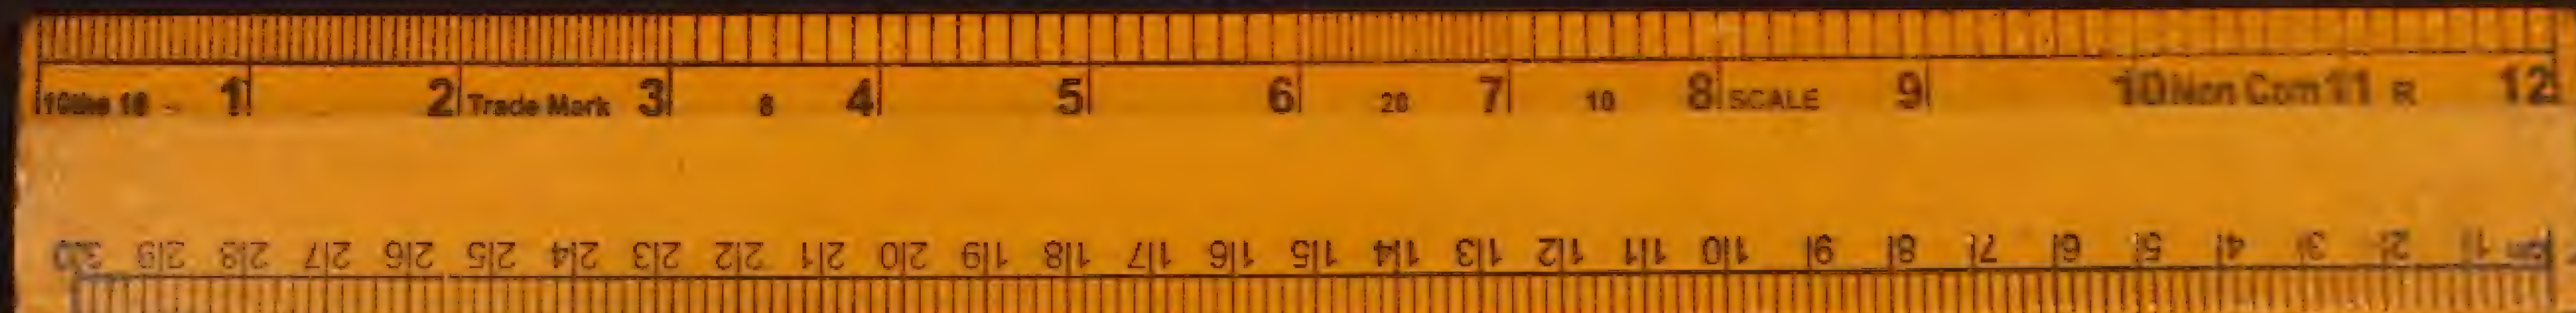 10ths 16 1 2 Trade Mark 3 8 4 5 6 20 7 10 8 SCALE 9 10 Non Com 11 R 12
30 29 28 27 26 25 24 23 22 21 20 19 18 17 16 15 14 13 12 11 10 9 8 7 6 5 4 3 2 1 cm